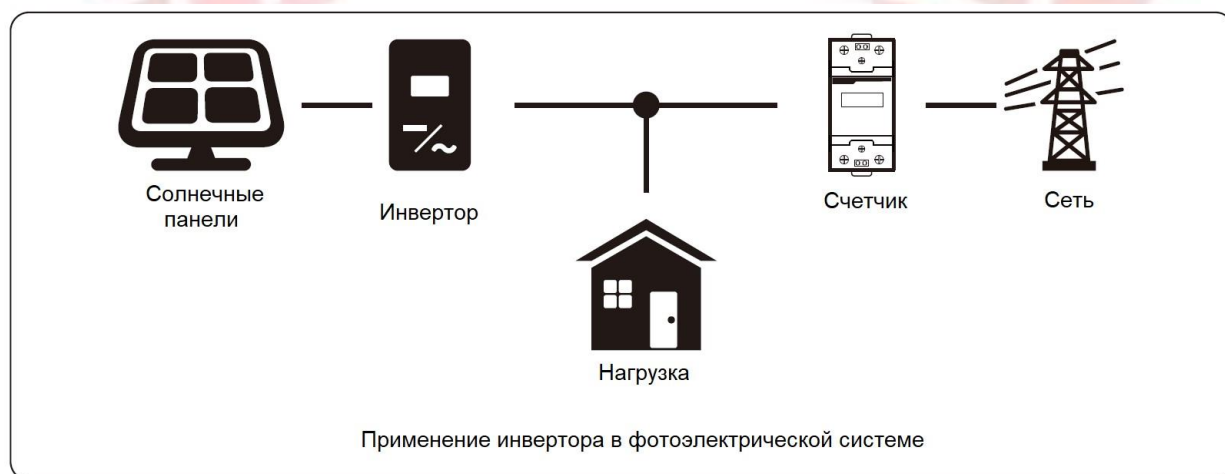 Солнечные
панели
Инвертор
Счетчик
Сеть
Нагрузка
Применение инвертора в фотоэлектрической системе